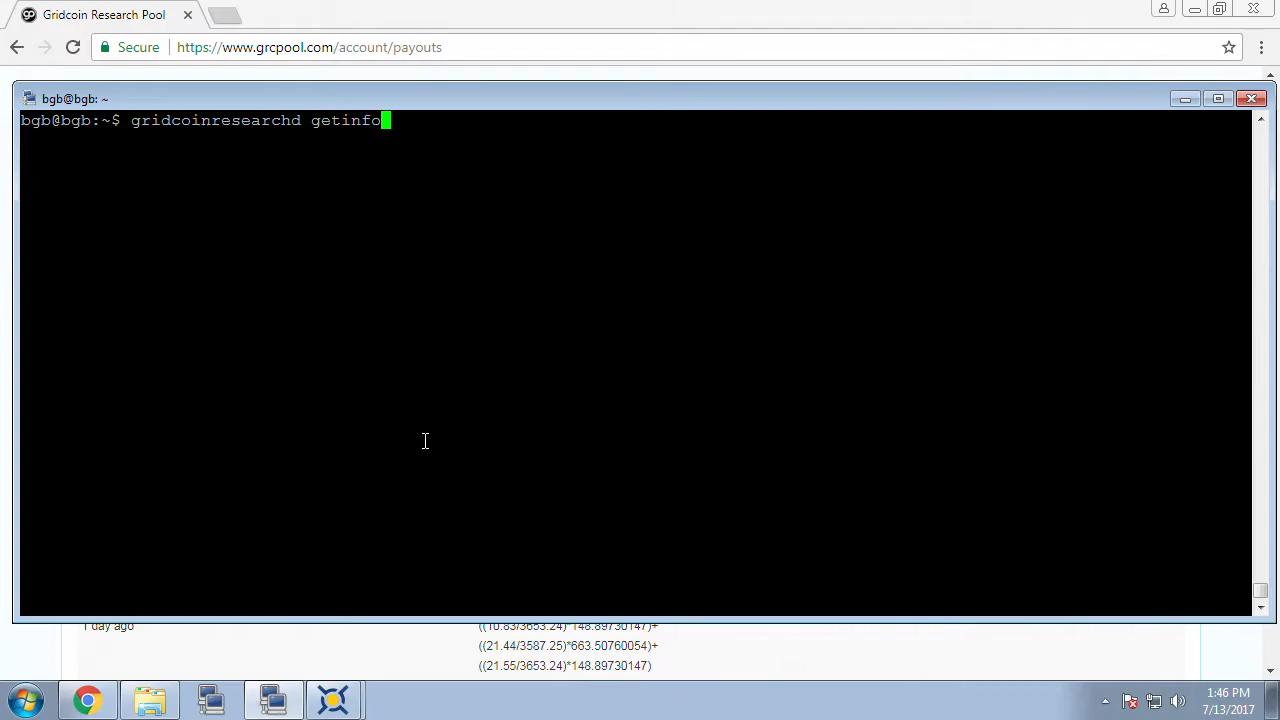 Gridcoin Research Pool
Secure https://www.grcpool.com/account/payouts
bgb@bgb: ~
bgb@bgb:~$ gridcoinresearchd getinfo
1 day ago
((10.83/3653.24)*148.89730147)+
((21.44/3587.25)*663.50760054)+
((21.55/3653.24)*148.89730147)
1:46 PM
7/13/2017